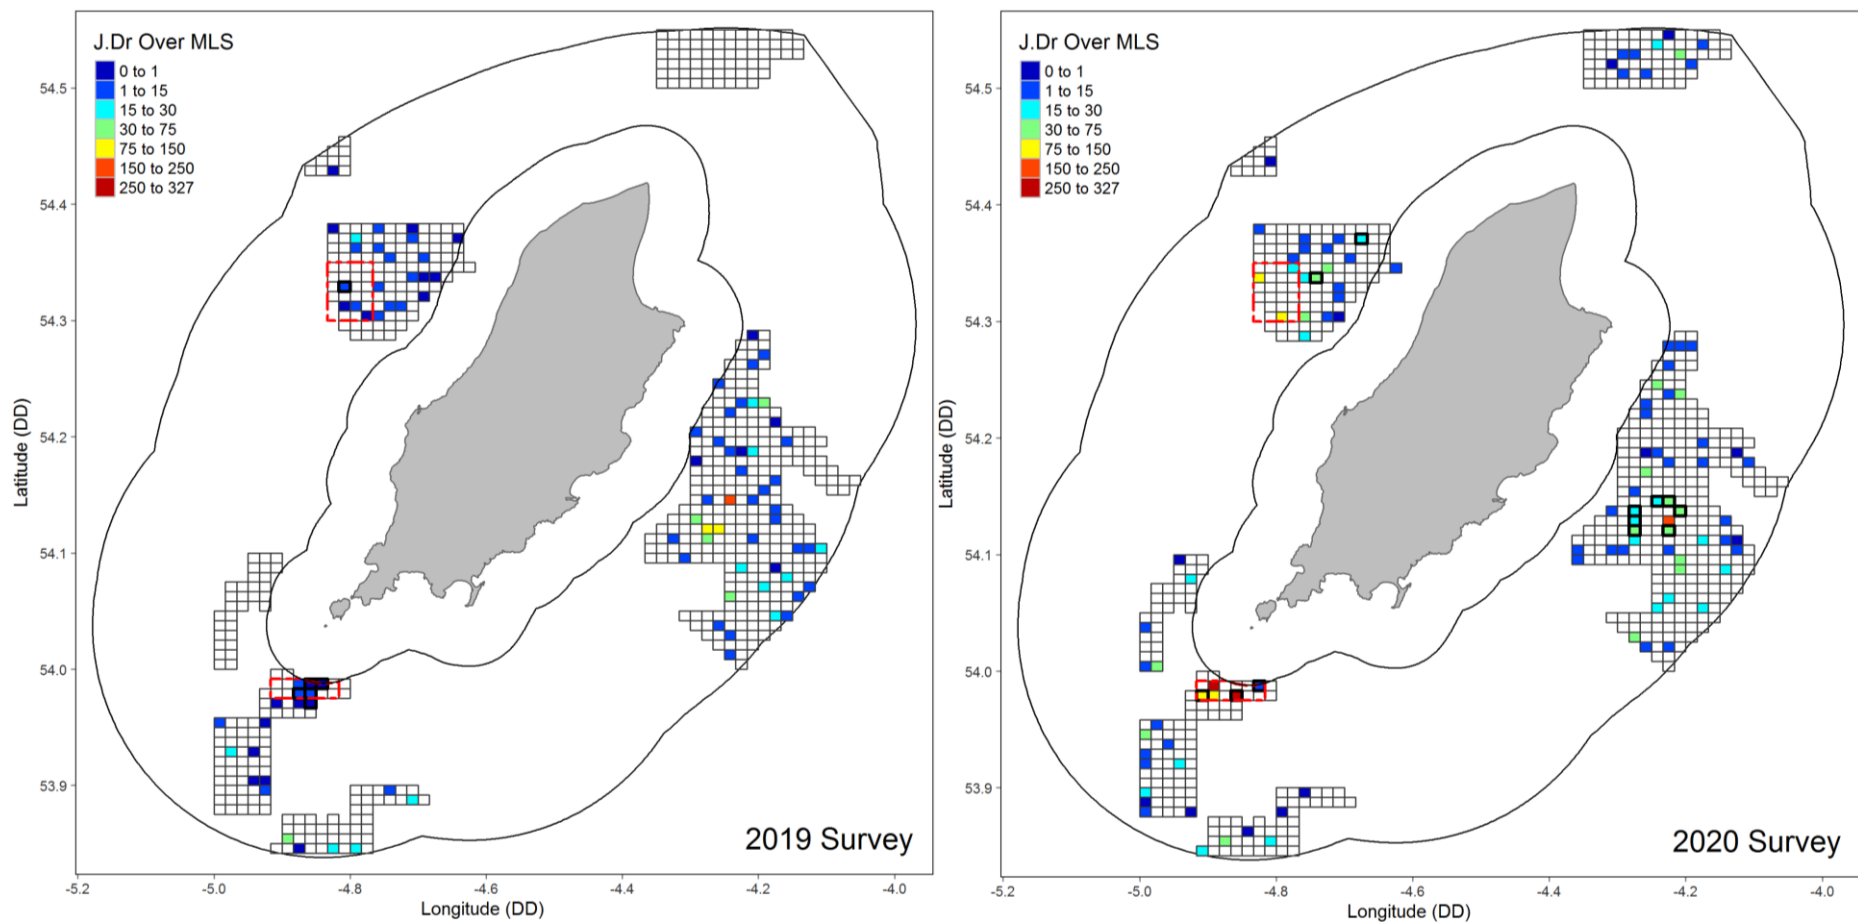 J.Dr Over MLS
0 to 1
1 to 15
15 to 30
30 to 75
75 to 150
150 to 250
250 to 327
54.5
54.4
54.3
54.2
54.1
54.0
53.9
Latitude (DD)
2019 Survey
-5.2 -5.0 -4.8 -4.6 -4.4 -4.2 -4.0
Longitude (DD)
J.Dr Over MLS
0 to 1
1 to 15
15 to 30
30 to 75
75 to 150
150 to 250
250 to 327
54.5
54.4
54.3
54.2
54.1
54.0
53.9
Latitude (DD)
2020 Survey
-5.2 -5.0 -4.8 -4.6 -4.4 -4.2 -4.0
Longitude (DD)